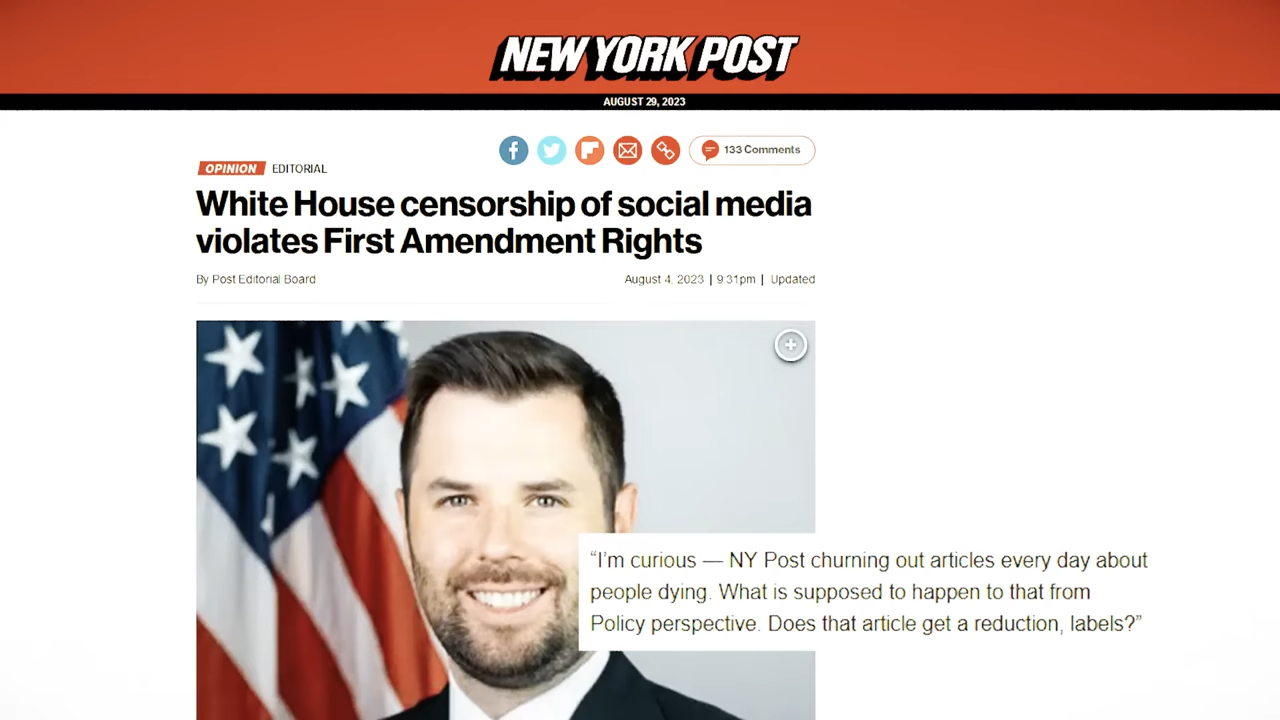 NEW YORK POST
AUGUST 29, 2023
133 Comments
OPINION EDITORIAL
White House censorship of social media
violates First Amendment Rights
By Post Editorial Board August 4, 2023 | 9:31pm | Updated
“I’m curious — NY Post churning out articles every day about
people dying. What is supposed to happen to that from
Policy perspective. Does that article get a reduction, labels?”